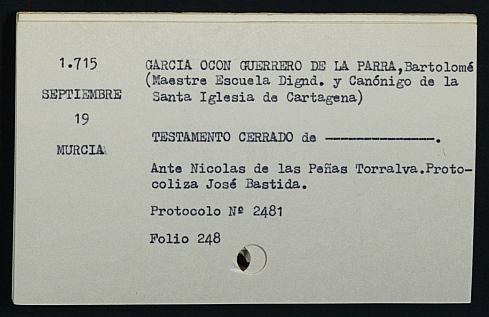 1.715
SEPTIEMBRE
19
MURCIA
GARCIA OCON GUERRERO DE LA PARRA,Bartolomé
(Maestre Escuela Dignd. y Canónigo de la
Santa Iglesia de Cartagena)
TESTAMENTO CERRADO de ----------------.
Ante Nicolas de las Peñas Torralva.Proto-
coliza José Bastida.
Protocolo Nº 2481
Folio 248